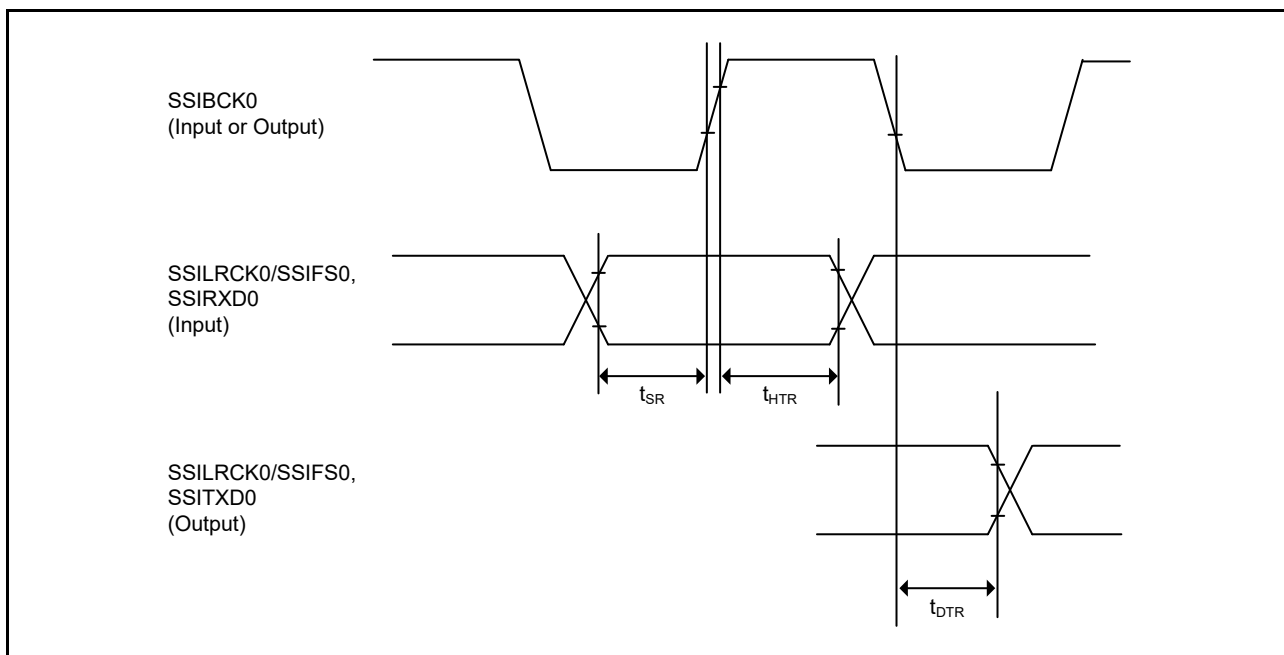 SSIBCK0
(Input or Output)
SSILRCK0/SSIFS0,
SSIRXD0
(Input)
tSR
tHTR
SSILRCK0/SSIFS0,
SSITXD0
(Output)
tDTR